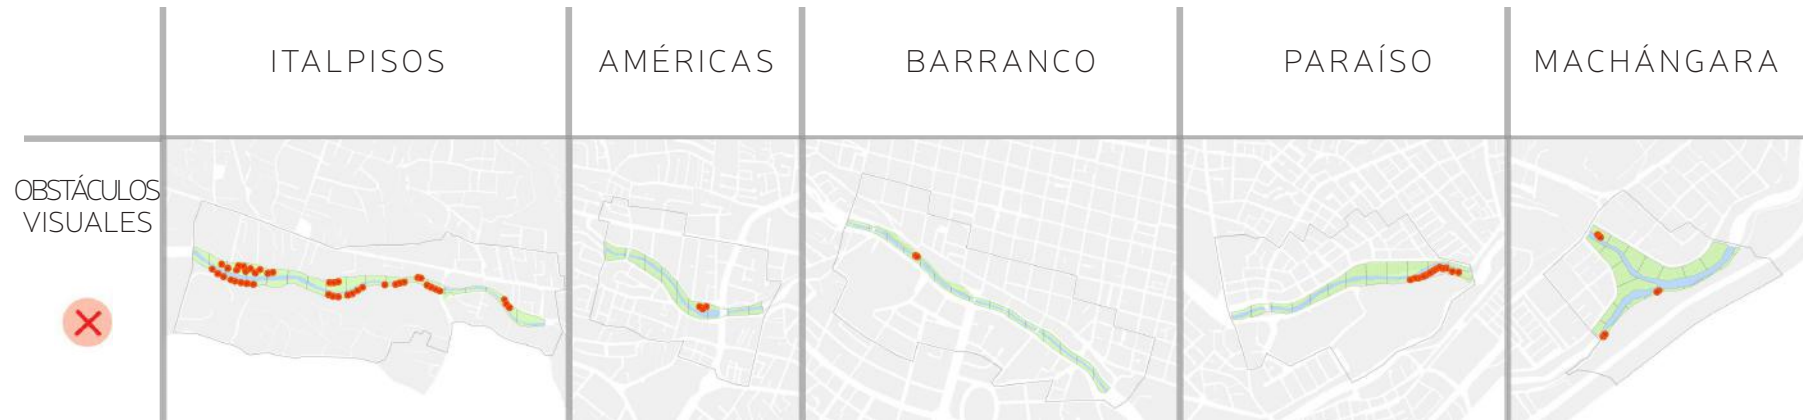 ITALPISOS
AMÉRICAS
BARRANCO
PARAÍSO
MACHÁNGARA
OBSTÁCULOS
VISUALES